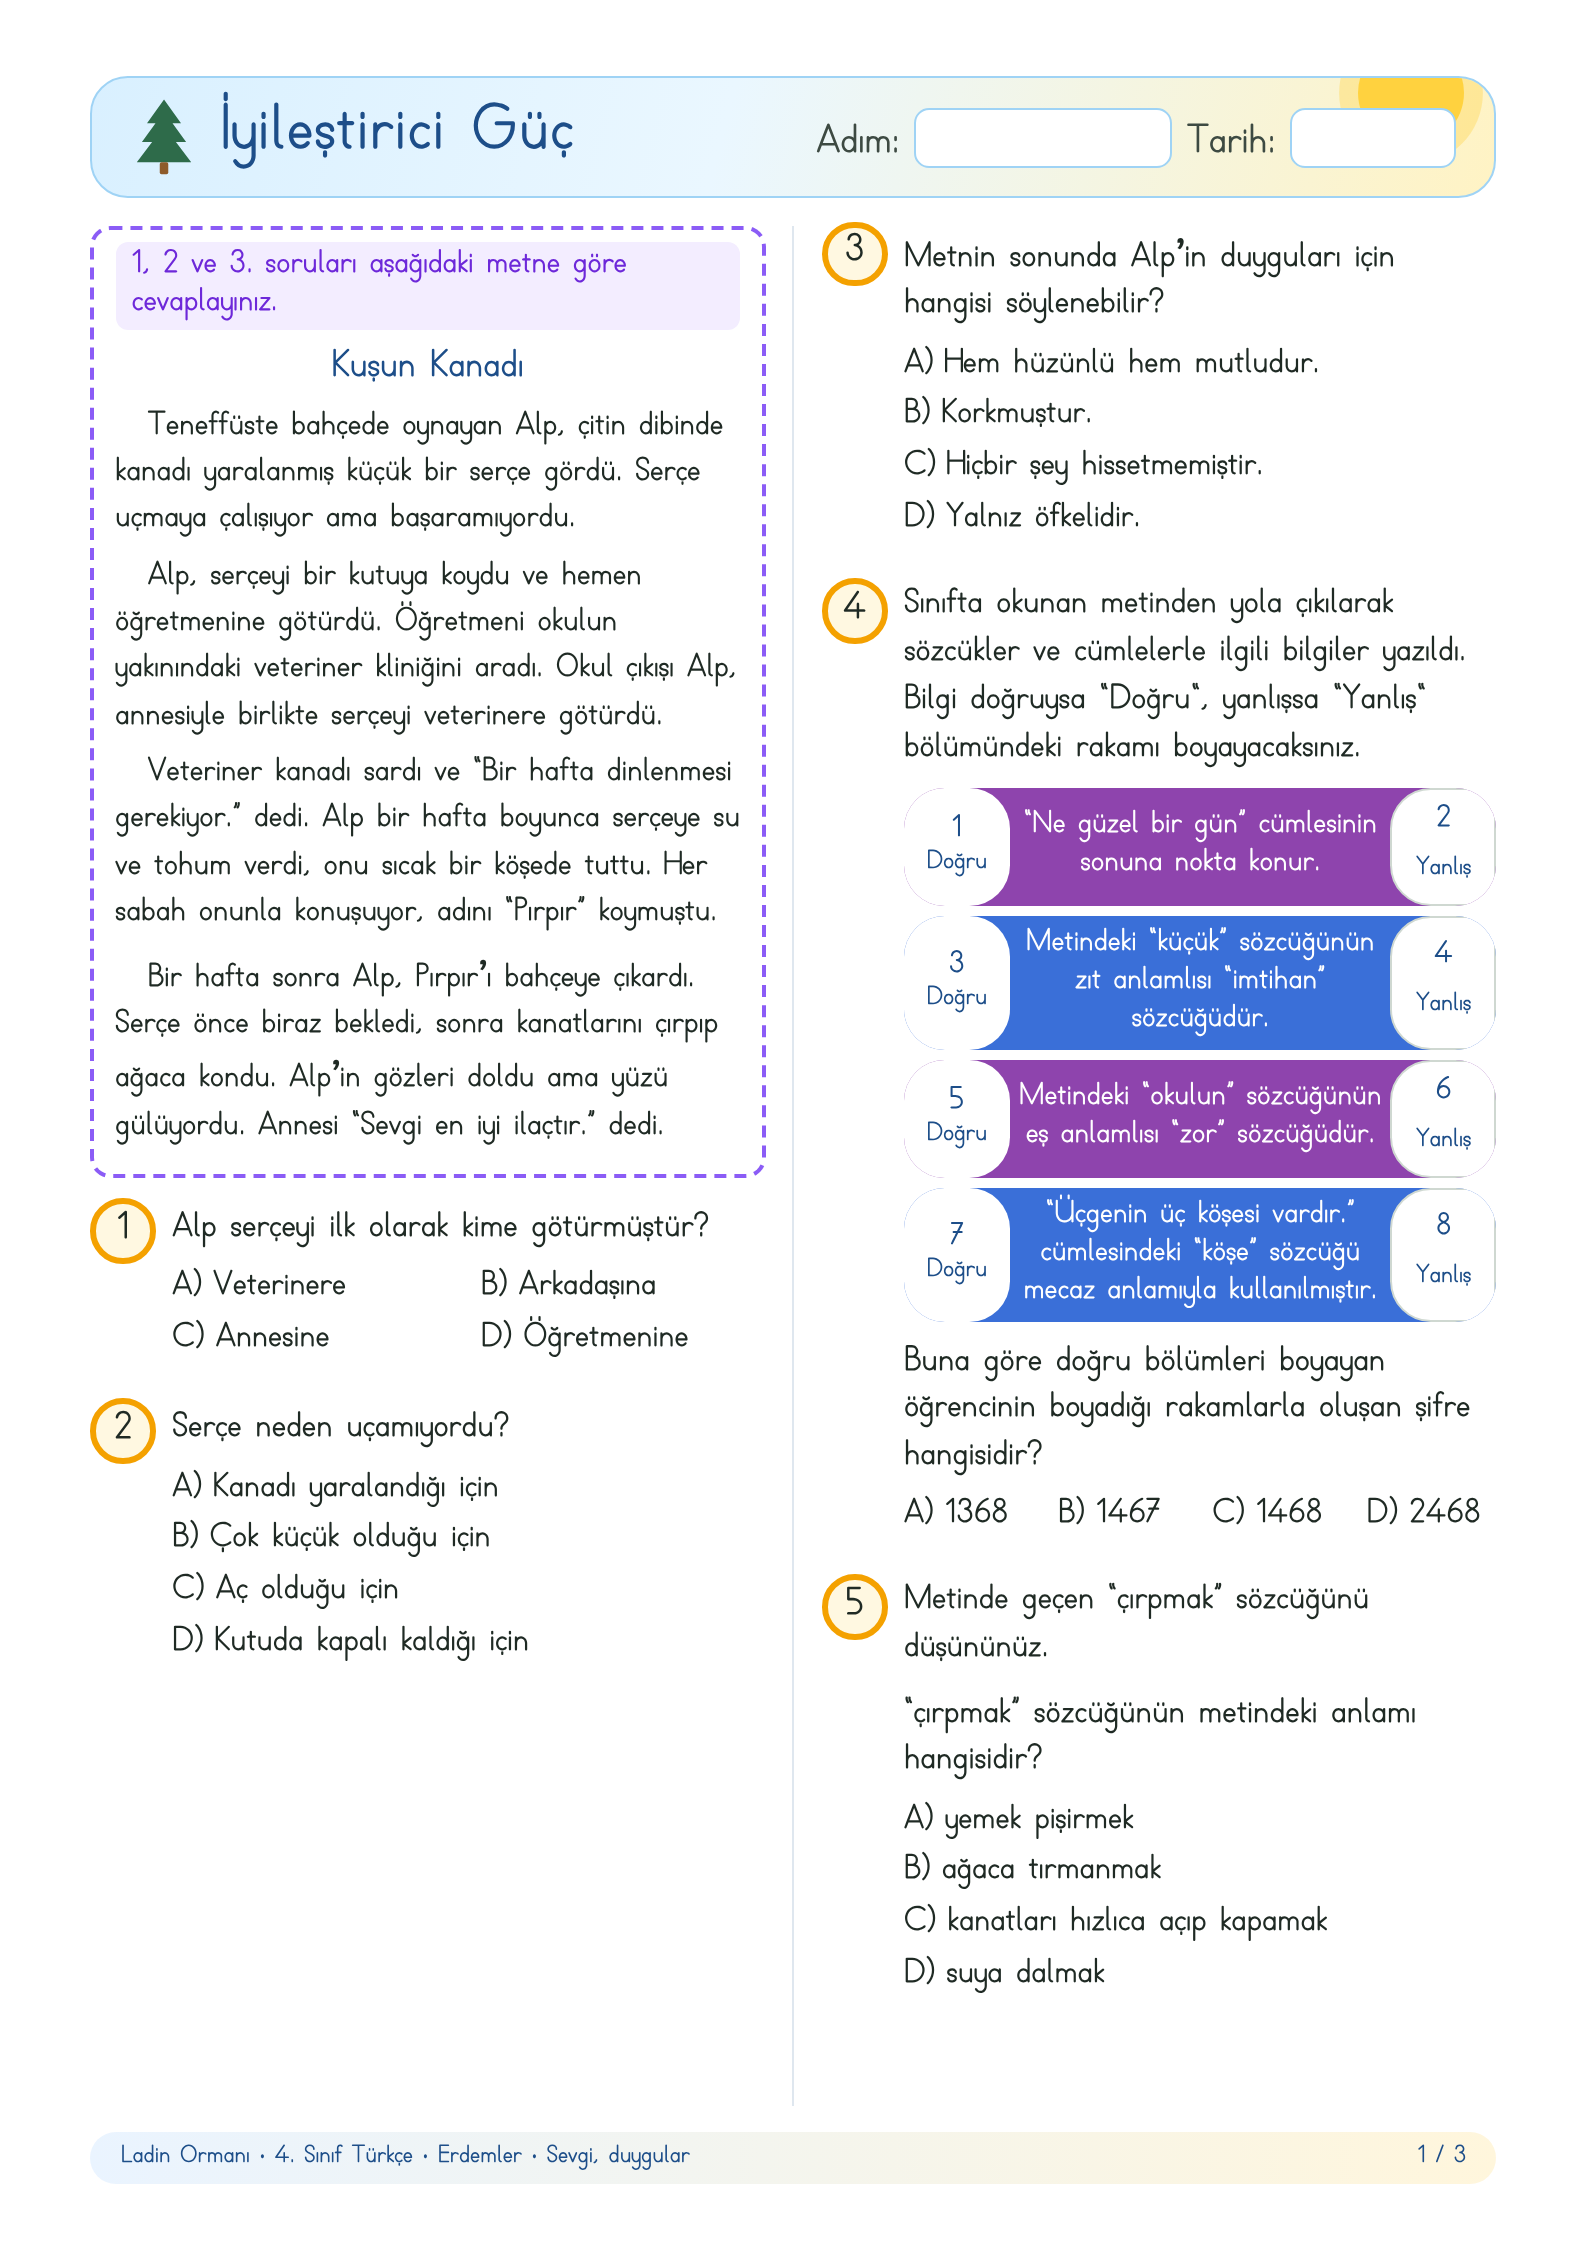 İyileştirici Güç
Adım:
Tarih:
1, 2 ve 3. soruları aşağıdaki metne göre
cevaplayınız.
Kuşun Kanadı
Teneffüste bahçede oynayan Alp, çitin dibinde
kanadı yaralanmış küçük bir serçe gördü. Serçe
uçmaya çalışıyor ama başaramıyordu.
Alp, serçeyi bir kutuya koydu ve hemen
öğretmenine götürdü. Öğretmeni okulun
yakınındaki veteriner kliniğini aradı. Okul çıkışı Alp,
annesiyle birlikte serçeyi veterinere götürdü.
Veteriner kanadı sardı ve “Bir hafta dinlenmesi
gerekiyor.” dedi. Alp bir hafta boyunca serçeye su
ve tohum verdi, onu sıcak bir köşede tuttu. Her
sabah onunla konuşuyor, adını “Pırpır” koymuştu.
Bir hafta sonra Alp, Pırpır’ı bahçeye çıkardı.
Serçe önce biraz bekledi, sonra kanatlarını çırpıp
ağaca kondu. Alp’in gözleri doldu ama yüzü
gülüyordu. Annesi “Sevgi en iyi ilaçtır.” dedi.
1
Alp serçeyi ilk olarak kime götürmüştür?
A) Veterinere B) Arkadaşına
C) Annesine D) Öğretmenine
2
Serçe neden uçamıyordu?
A) Kanadı yaralandığı için
B) Çok küçük olduğu için
C) Aç olduğu için
D) Kutuda kapalı kaldığı için
3
Metnin sonunda Alp’in duyguları için
hangisi söylenebilir?
A) Hem hüzünlü hem mutludur.
B) Korkmuştur.
C) Hiçbir şey hissetmemiştir.
D) Yalnız öfkelidir.
4
Sınıfta okunan metinden yola çıkılarak
sözcükler ve cümlelerle ilgili bilgiler yazıldı.
Bilgi doğruysa “Doğru“, yanlışsa “Yanlış“
bölümündeki rakamı boyayacaksınız.
1
Doğru
“Ne güzel bir gün” cümlesinin
sonuna nokta konur.
2
Yanlış
3
Doğru
Metindeki “küçük” sözcüğünün
zıt anlamlısı “imtihan”
sözcüğüdür.
4
Yanlış
5
Doğru
Metindeki “okulun” sözcüğünün
eş anlamlısı “zor” sözcüğüdür.
6
Yanlış
7
Doğru
“Üçgenin üç köşesi vardır.”
cümlesindeki “köşe” sözcüğü
mecaz anlamıyla kullanılmıştır.
8
Yanlış
Buna göre doğru bölümleri boyayan
öğrencinin boyadığı rakamlarla oluşan şifre
hangisidir?
A) 1368 B) 1467 C) 1468 D) 2468
5
Metinde geçen “çırpmak” sözcüğünü
düşününüz.
“çırpmak” sözcüğünün metindeki anlamı
hangisidir?
A) yemek pişirmek
B) ağaca tırmanmak
C) kanatları hızlıca açıp kapamak
D) suya dalmak
Ladin Ormanı • 4. Sınıf Türkçe • Erdemler • Sevgi, duygular
1 / 3